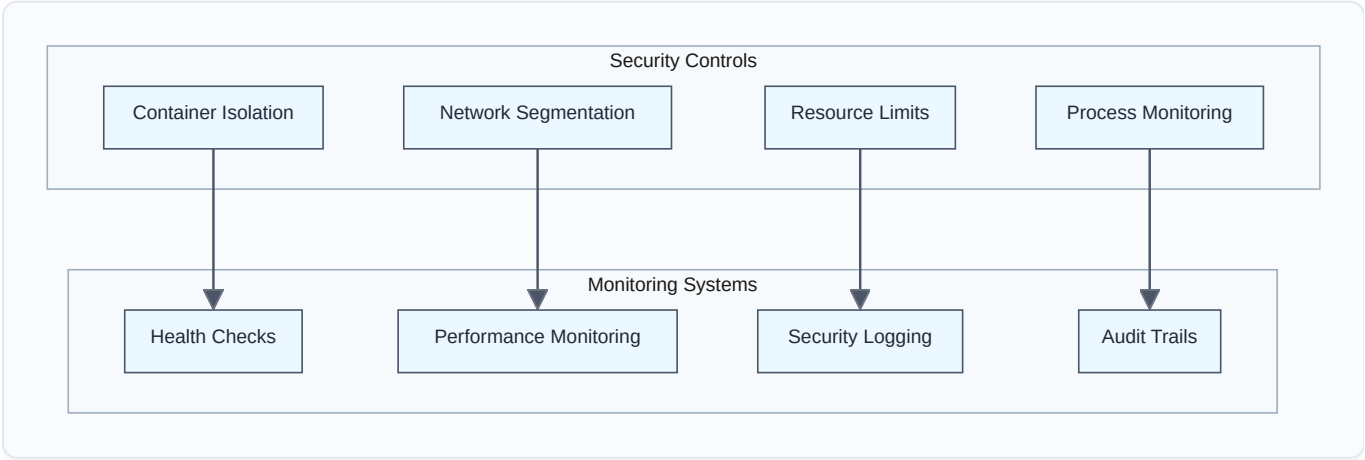 Security Controls
Container Isolation
Network Segmentation
Resource Limits
Process Monitoring
Monitoring Systems
Health Checks
Performance Monitoring
Security Logging
Audit Trails